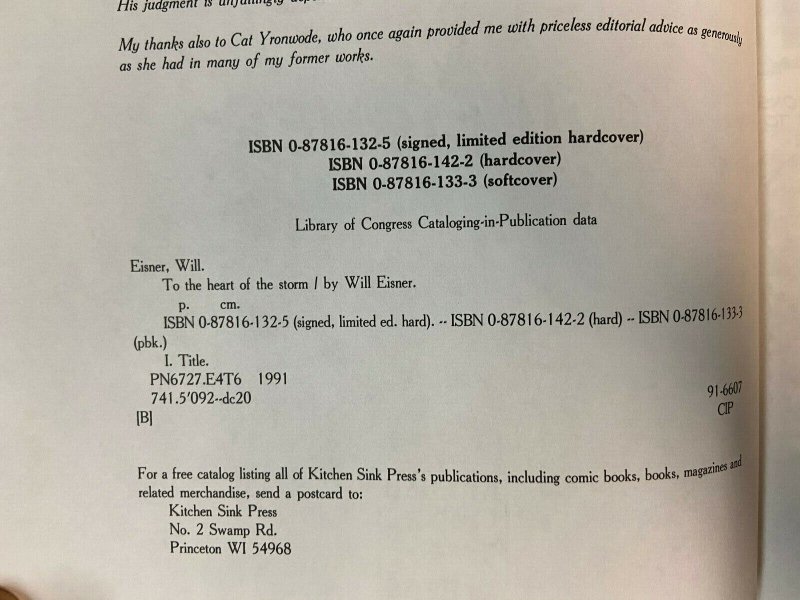 His judgment is unfailingly
My thanks also to Cat Yronwode, who once again provided me with priceless editorial advice as generously
as she had in many of my former works.
ISBN 0-87816-132-5 (signed, limited edition hardcover)
ISBN 0-87816-142-2 (hardcover)
ISBN 0-87816-133-3 (softcover)
Library of Congress Cataloging-in-Publication data
Eisner, Will.
To the heart of the storm / by Will Eisner.
p. cm.
ISBN 0-87816-132-5 (signed, limited ed. hard). -- ISBN 0-87816-142-2 (hard) -- ISBN 0-87816-133-3
(pbk.)
I. Title.
PN6727.E4T6 1991
741.5'092--dc20 91-6607
[B] CIP
For a free catalog listing all of Kitchen Sink Press's publications, including comic books, books, magazines and
related merchandise, send a postcard to:
Kitchen Sink Press
No. 2 Swamp Rd.
Princeton WI 54968